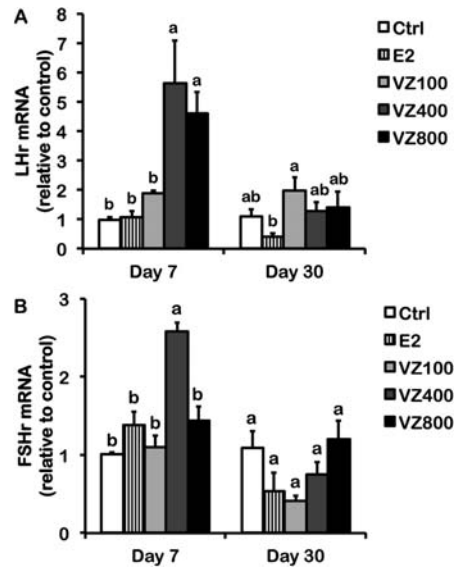 A
LHr mRNA
(relative to control)
8
7
6
5
4
3
2
1
0
b
b
b
a
a
ab
b
a
ab
ab
Day 7
Day 30
Ctrl
E2
VZ100
VZ400
VZ800
B
FSHr mRNA
(relative to control)
3
2
1
0
b
b
b
a
b
a
a
a
a
a
Day 7
Day 30
Ctrl
E2
VZ100
VZ400
VZ800